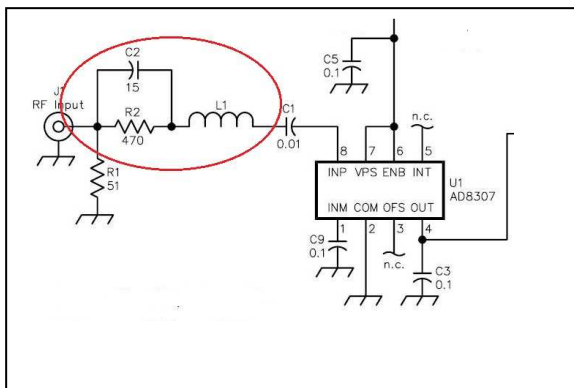 C2
15
J1
RF Input
R2
470
L1
C1
0.01
R1
51
C5
0.1
n.c.
8 7 6 5
INP VPS ENB INT
U1
AD8307
INM COM OFS OUT
1 2 3 4
C9
0.1
n.c.
C3
0.1